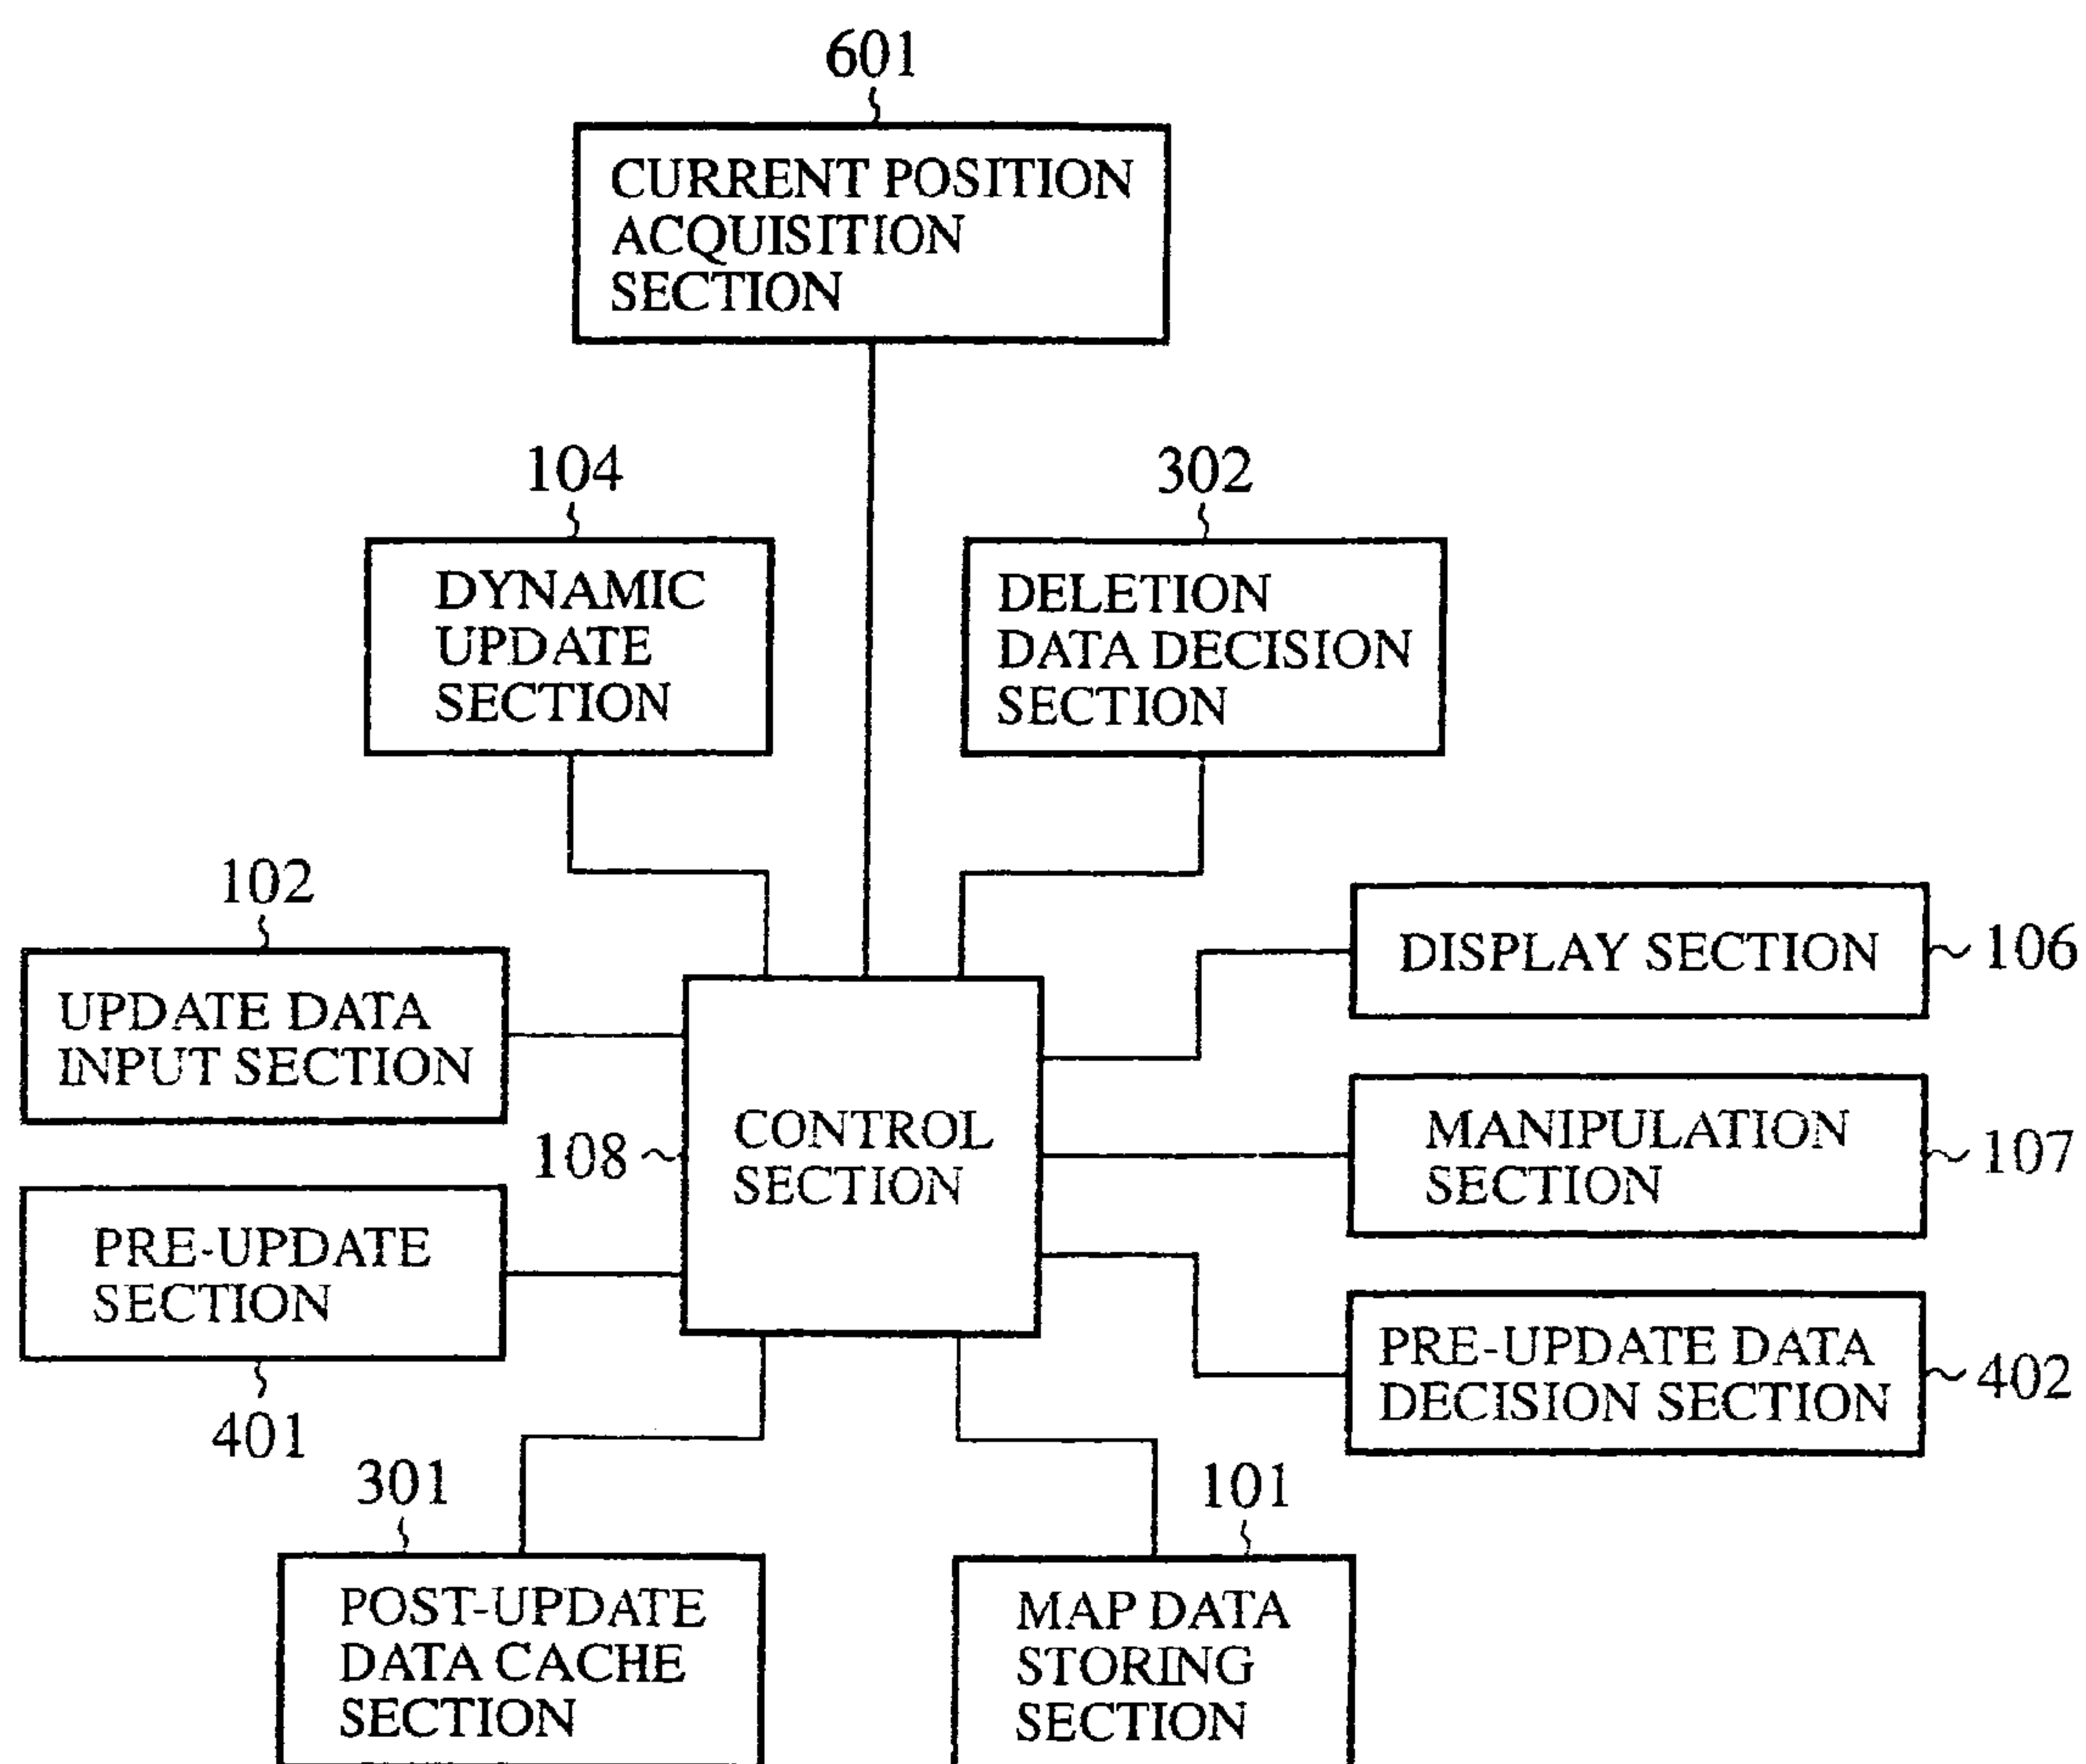 601
CURRENT POSITION
ACQUISITION
SECTION
104
DYNAMIC
UPDATE
SECTION
302
DELETION
DATA DECISION
SECTION
102
UPDATE DATA
INPUT SECTION
DISPLAY SECTION
106
108
CONTROL
SECTION
MANIPULATION
SECTION
107
PRE-UPDATE
SECTION
401
PRE-UPDATE DATA
DECISION SECTION
402
301
POST-UPDATE
DATA CACHE
SECTION
101
MAP DATA
STORING
SECTION